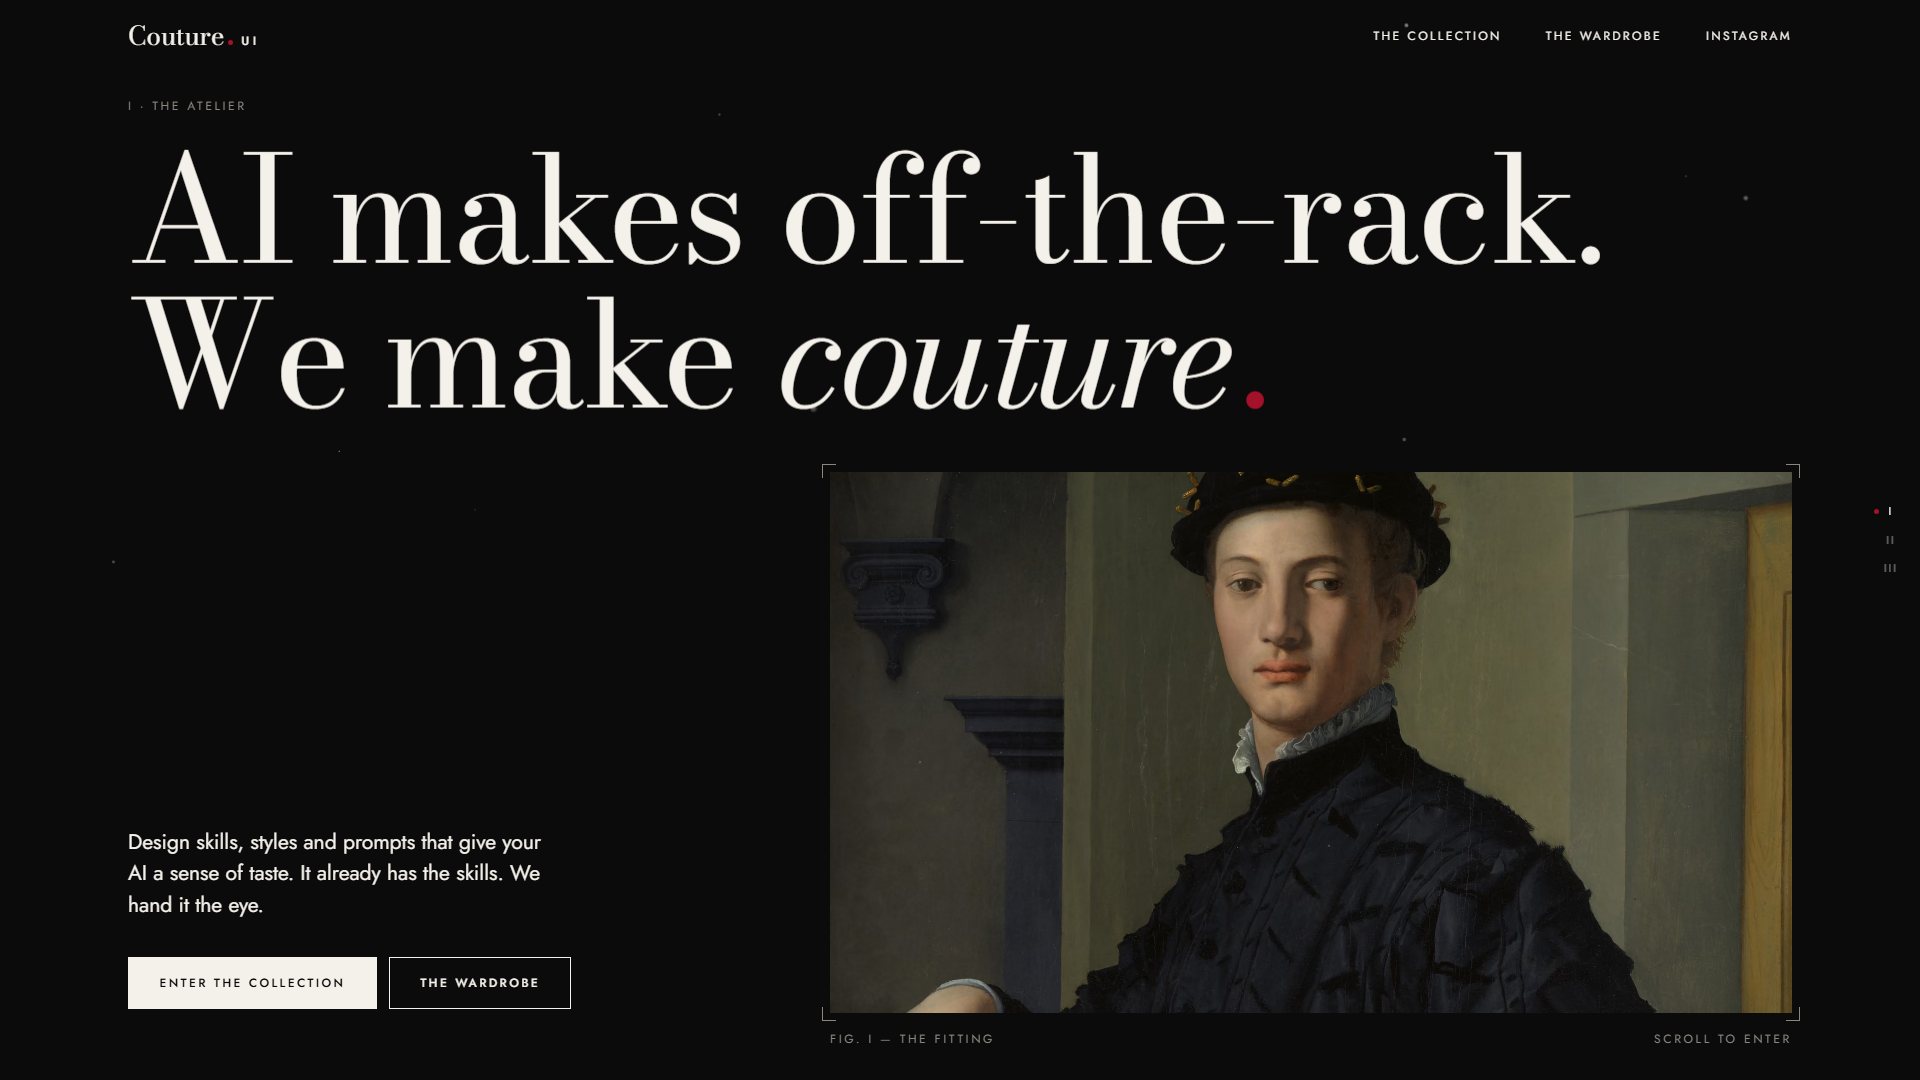 Couture. UI
THE COLLECTION
THE WARDROBE
INSTAGRAM
I · THE ATELIER
AI makes off-the-rack.
We make couture.
I
II
III
Design skills, styles and prompts that give your
AI a sense of taste. It already has the skills. We
hand it the eye.
ENTER THE COLLECTION
THE WARDROBE
FIG. I — THE FITTING
SCROLL TO ENTER